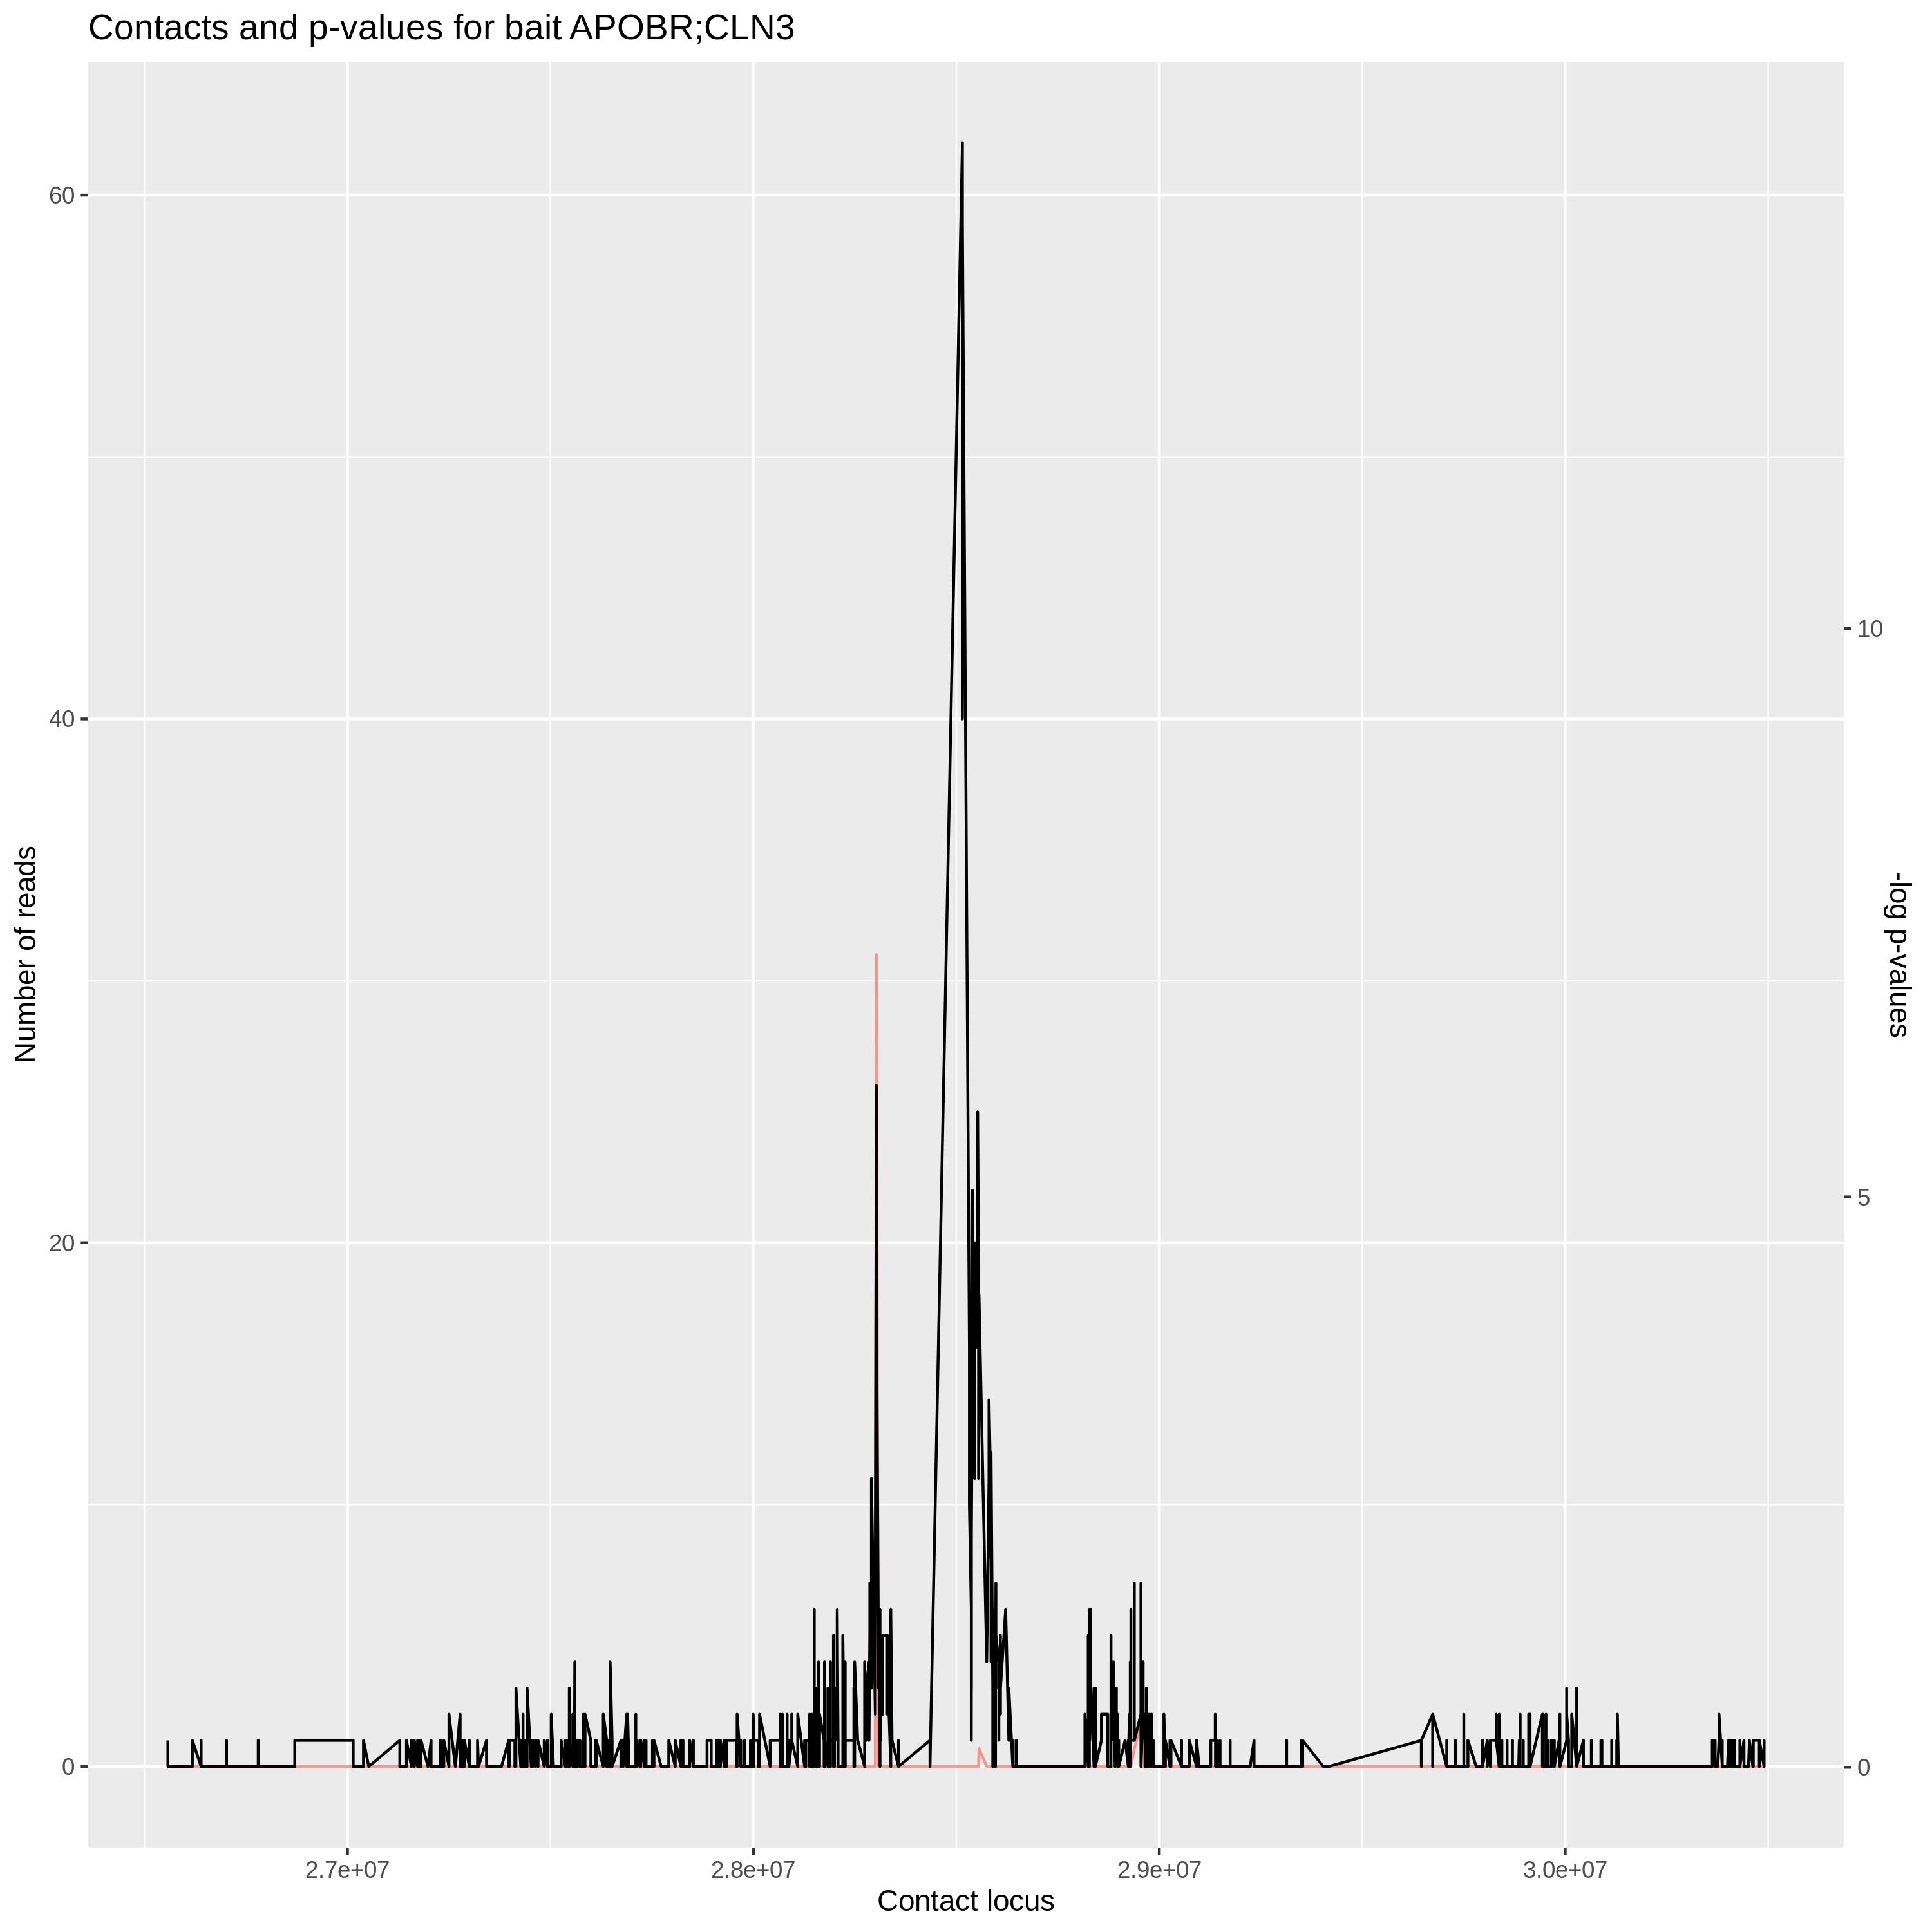 Contacts and p-values for bait APOBR;CLN3
60
40
20
0
Number of reads
10
5
0
-log p-values
2.7e+07
2.8e+07
2.9e+07
3.0e+07
Contact locus